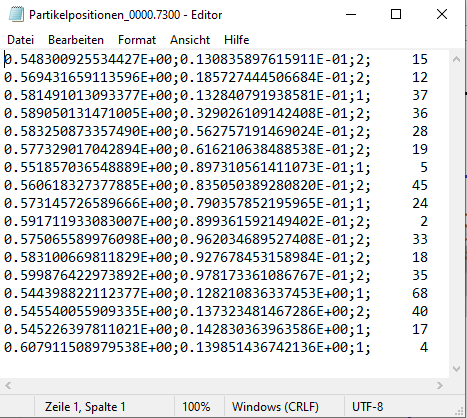 Partikelpositionen_0000.7300 - Editor
Datei Bearbeiten Format Ansicht Hilfe
0.548300925534427E+00;0.130835897615911E-01;2; 15
0.569431659113596E+00;0.185727444506684E-01;2; 12
0.581491013093377E+00;0.132840791938581E-01;1; 37
0.589050131471005E+00;0.329026109142408E-01;2; 36
0.583250873357490E+00;0.562757191469024E-01;2; 28
0.577329017042894E+00;0.616210638488538E-01;2; 19
0.551857036548889E+00;0.897310561411073E-01;1; 5
0.560618327377885E+00;0.835050389280820E-01;2; 45
0.573145726589666E+00;0.790357852195965E-01;1; 24
0.591711933083007E+00;0.899361592149402E-01;2; 2
0.575065589976098E+00;0.962034689527408E-01;2; 33
0.583100669811829E+00;0.927678453158984E-01;2; 18
0.599876422973892E+00;0.978173361086767E-01;2; 35
0.544398822112377E+00;0.128210836337453E+00;1; 68
0.545540055909335E+00;0.137323481467286E+00;2; 40
0.545226397811021E+00;0.142830363963586E+00;1; 17
0.607911508979538E+00;0.139851436742136E+00;1; 4
Zeile 1, Spalte 1 100% Windows (CRLF) UTF-8